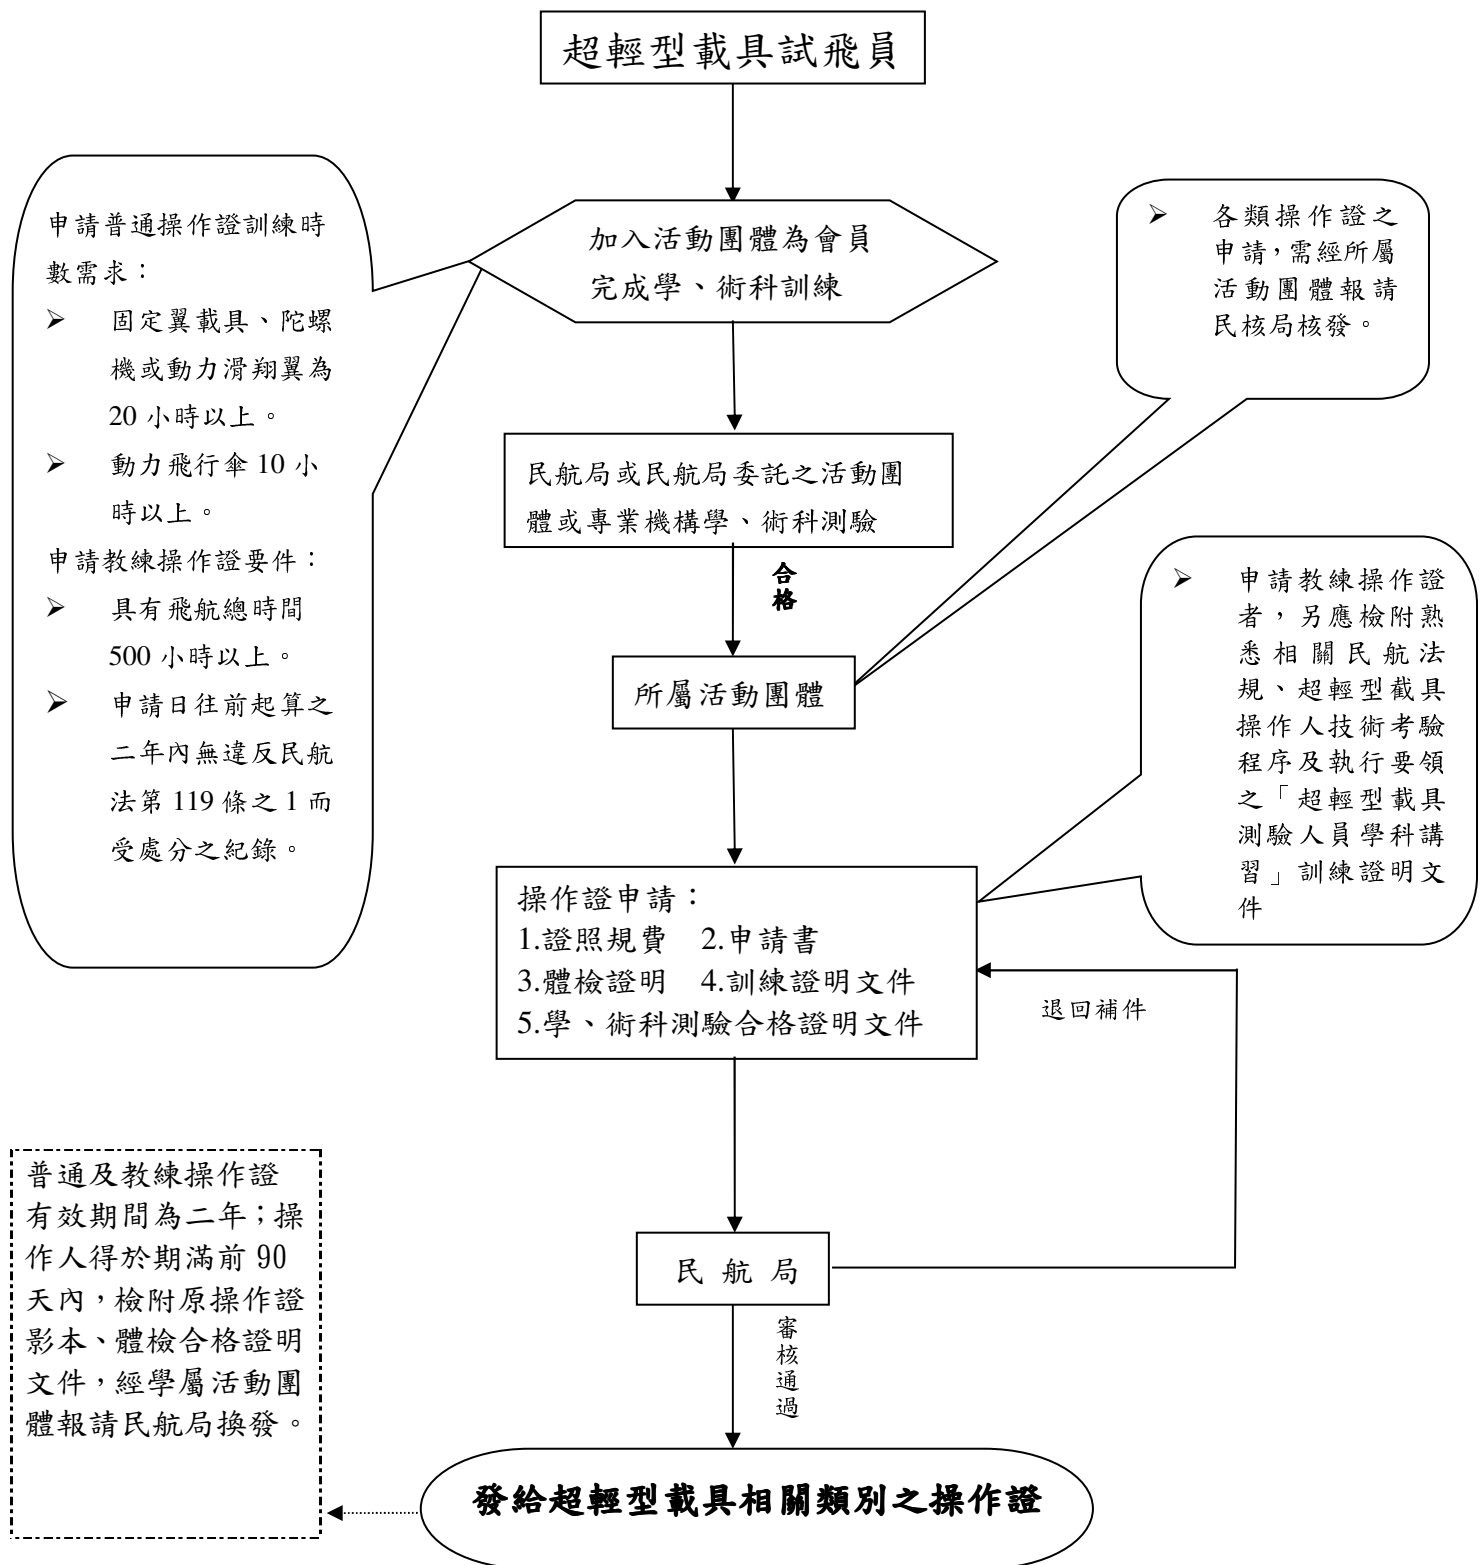 超輕型載具試飛員
申請普通操作證訓練時
數需求：
➢ 固定翼載具、陀螺
機或動力滑翔翼為
20 小時以上。
➢ 動力飛行傘 10 小
時以上。
申請教練操作證要件：
➢ 具有飛航總時間
500 小時以上。
➢ 申請日往前起算之
二年內無違反民航
法第 119 條之 1 而
受處分之紀錄。
加入活動團體為會員
完成學、術科訓練
➢ 各類操作證之
申請，需經所屬
活動團體報請
民核局核發。
民航局或民航局委託之活動團
體或專業機構學、術科測驗
合
格
所屬活動團體
➢ 申請教練操作證
者，另應檢附熟
悉相關民航法
規、超輕型截具
操作人技術考驗
程序及執行要領
之「超輕型載具
測驗人員學科講
習」訓練證明文
件
操作證申請：
1.證照規費 2.申請書
3.體檢證明 4.訓練證明文件
5.學、術科測驗合格證明文件
退回補件
民 航 局
審
核
通
過
普通及教練操作證
有效期間為二年；操
作人得於期滿前 90
天內，檢附原操作證
影本、體檢合格證明
文件，經學屬活動團
體報請民航局換發。
發給超輕型載具相關類別之操作證